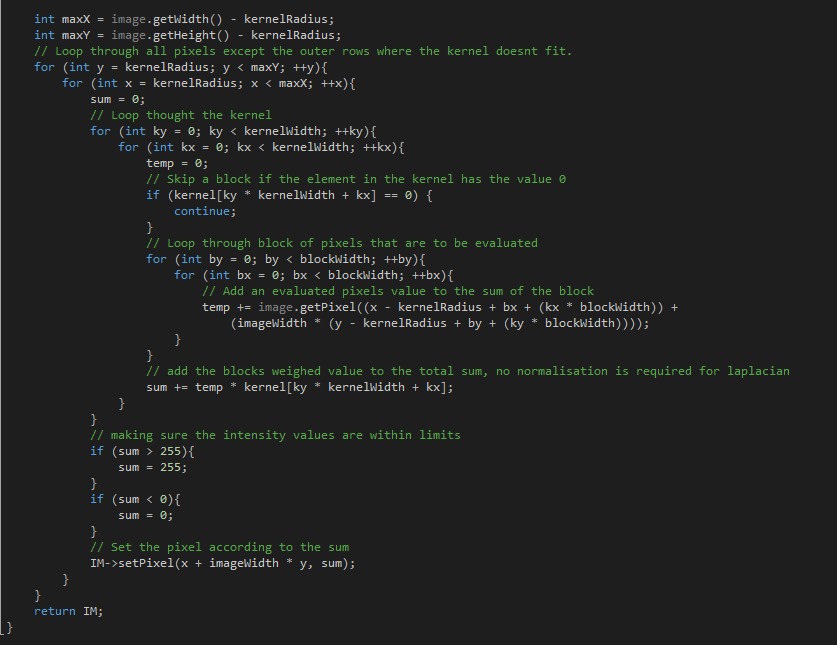 int maxX = image.getWidth() - kernelRadius;
int maxY = image.getHeight() - kernelRadius;
// Loop through all pixels except the outer rows where the kernel doesnt fit.
for (int y = kernelRadius; y < maxY; ++y){
    for (int x = kernelRadius; x < maxX; ++x){
        sum = 0;
        // Loop thought the kernel
        for (int ky = 0; ky < kernelWidth; ++ky){
            for (int kx = 0; kx < kernelWidth; ++kx){
                temp = 0;
                // Skip a block if the element in the kernel has the value 0
                if (kernel[ky * kernelWidth + kx] == 0) {
                    continue;
                }
                // Loop through block of pixels that are to be evaluated
                for (int by = 0; by < blockWidth; ++by){
                    for (int bx = 0; bx < blockWidth; ++bx){
                        // Add an evaluated pixels value to the sum of the block
                        temp += image.getPixel((x - kernelRadius + bx + (kx * blockWidth)) +
                            (imageWidth * (y - kernelRadius + by + (ky * blockWidth))));
                    }
                }
                // add the blocks weighed value to the total sum, no normalisation is required for laplacian
                sum += temp * kernel[ky * kernelWidth + kx];
            }
        }
        // making sure the intensity values are within limits
        if (sum > 255){
            sum = 255;
        }
        if (sum < 0){
            sum = 0;
        }
        // Set the pixel according to the sum
        IM->setPixel(x + imageWidth * y, sum);
    }
}
return IM;
}